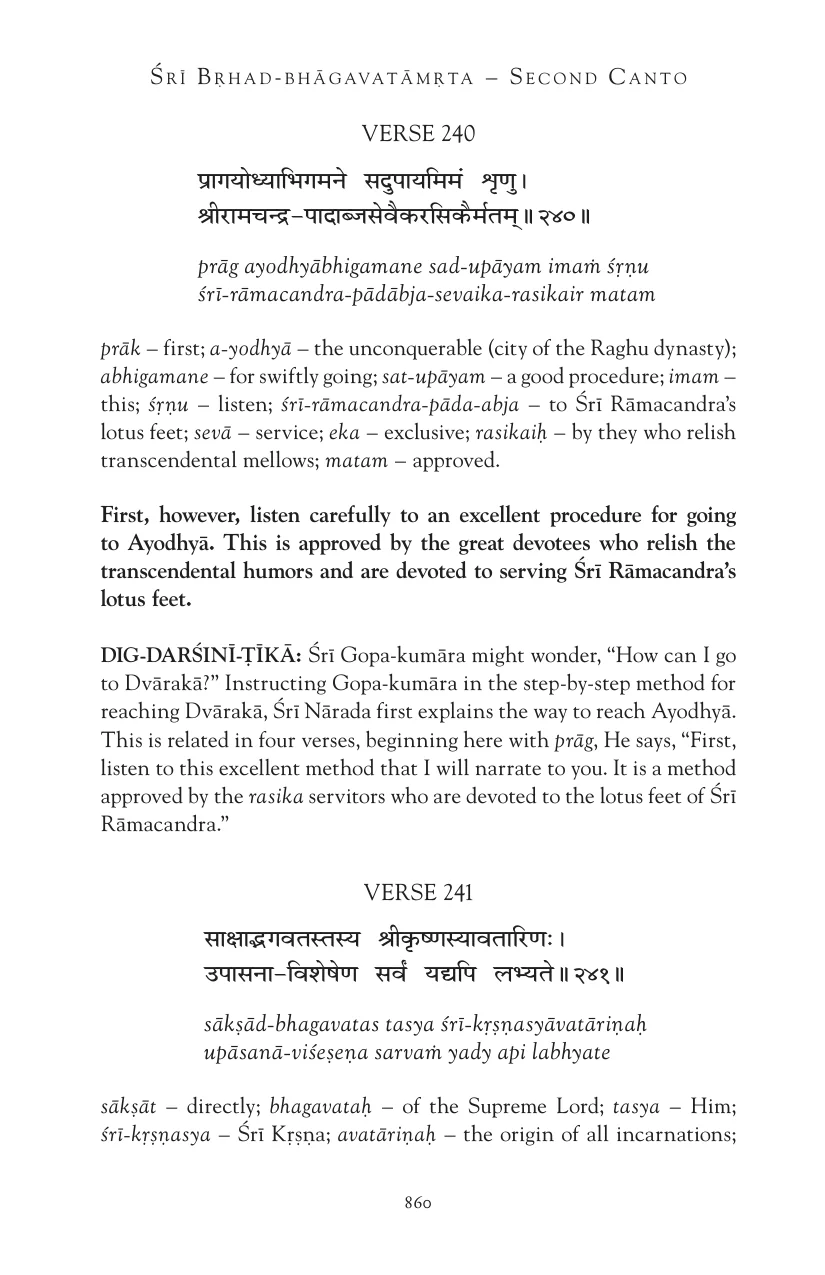 Śrī Bṛhad-bhāgavatāmṛta – Second Canto
VERSE 240
प्रागयोध्याभिगमने सदुपायमिमं शृणु।
श्रीरामचन्द्र-पादाब्जसेवैकरसिकैर्मतम्॥२४०॥
prāg ayodhyābhigamane sad-upāyam imaṁ śṛṇu
śrī-rāmacandra-pādābja-sevaika-rasikair matam
prāk – first; a-yodhyā – the unconquerable (city of the Raghu dynasty);
abhigamane – for swiftly going; sat-upāyam – a good procedure; imam –
this; śṛṇu – listen; śrī-rāmacandra-pāda-abja – to Śrī Rāmacandra’s
lotus feet; sevā – service; eka – exclusive; rasikaiḥ – by they who relish
transcendental mellows; matam – approved.
First, however, listen carefully to an excellent procedure for going
to Ayodhyā. This is approved by the great devotees who relish the
transcendental humors and are devoted to serving Śrī Rāmacandra’s
lotus feet.
DIG-DARŚINĪ-ṬĪKĀ: Śrī Gopa-kumāra might wonder, “How can I go
to Dvārakā?” Instructing Gopa-kumāra in the step-by-step method for
reaching Dvārakā, Śrī Nārada first explains the way to reach Ayodhyā.
This is related in four verses, beginning here with prāg, He says, “First,
listen to this excellent method that I will narrate to you. It is a method
approved by the rasika servitors who are devoted to the lotus feet of Śrī
Rāmacandra.”
VERSE 241
साक्षाद्भगवतस्तस्य श्रीकृष्णस्यावतारिणः।
उपासना-विशेषेण सर्वं यद्यपि लभ्यते॥२४१॥
sākṣād-bhagavatas tasya śrī-kṛṣṇasyāvatāriṇaḥ
upāsanā-viśeṣeṇa sarvaṁ yady api labhyate
sākṣāt – directly; bhagavataḥ – of the Supreme Lord; tasya – Him;
śrī-kṛṣṇasya – Śrī Kṛṣṇa; avatāriṇaḥ – the origin of all incarnations;
860